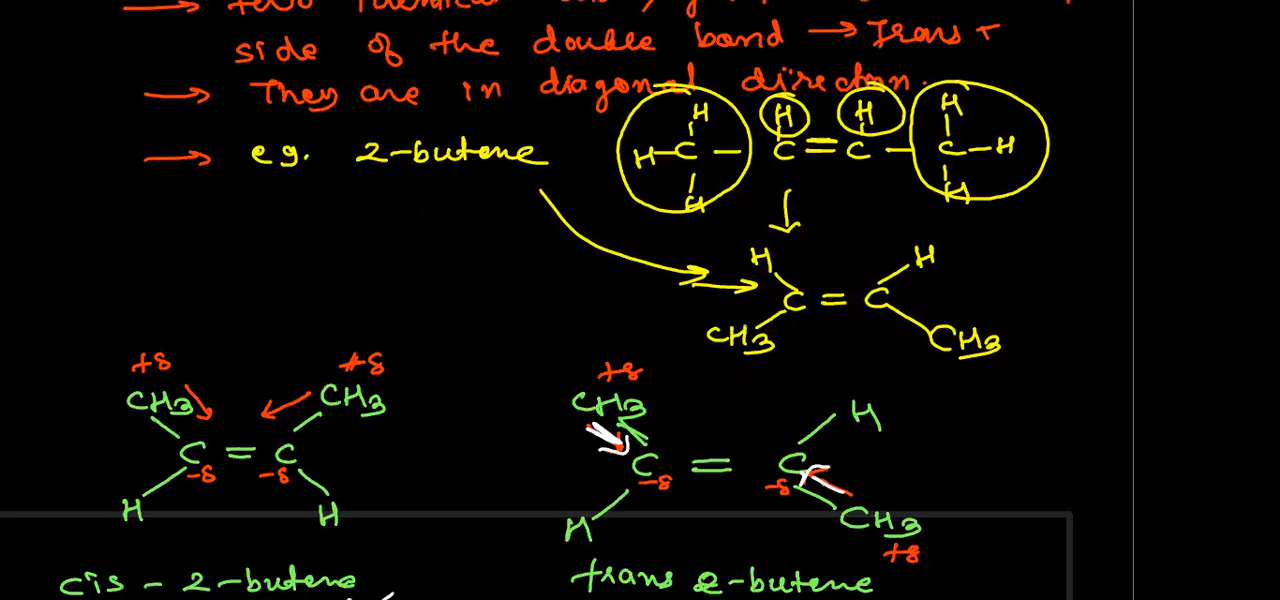 side of the double bond → Trans
→ They are in diagonal direction.
→ e.g. 2-butene
H H H H
H-C-C=C-C-H
H H
H H
C=C
CH3 CH3
+δ +δ +δ
CH3 CH3 CH3 H
C=C C=C
-δ -δ -δ -δ
H H H CH3
+δ
cis-2-butene trans 2-butene